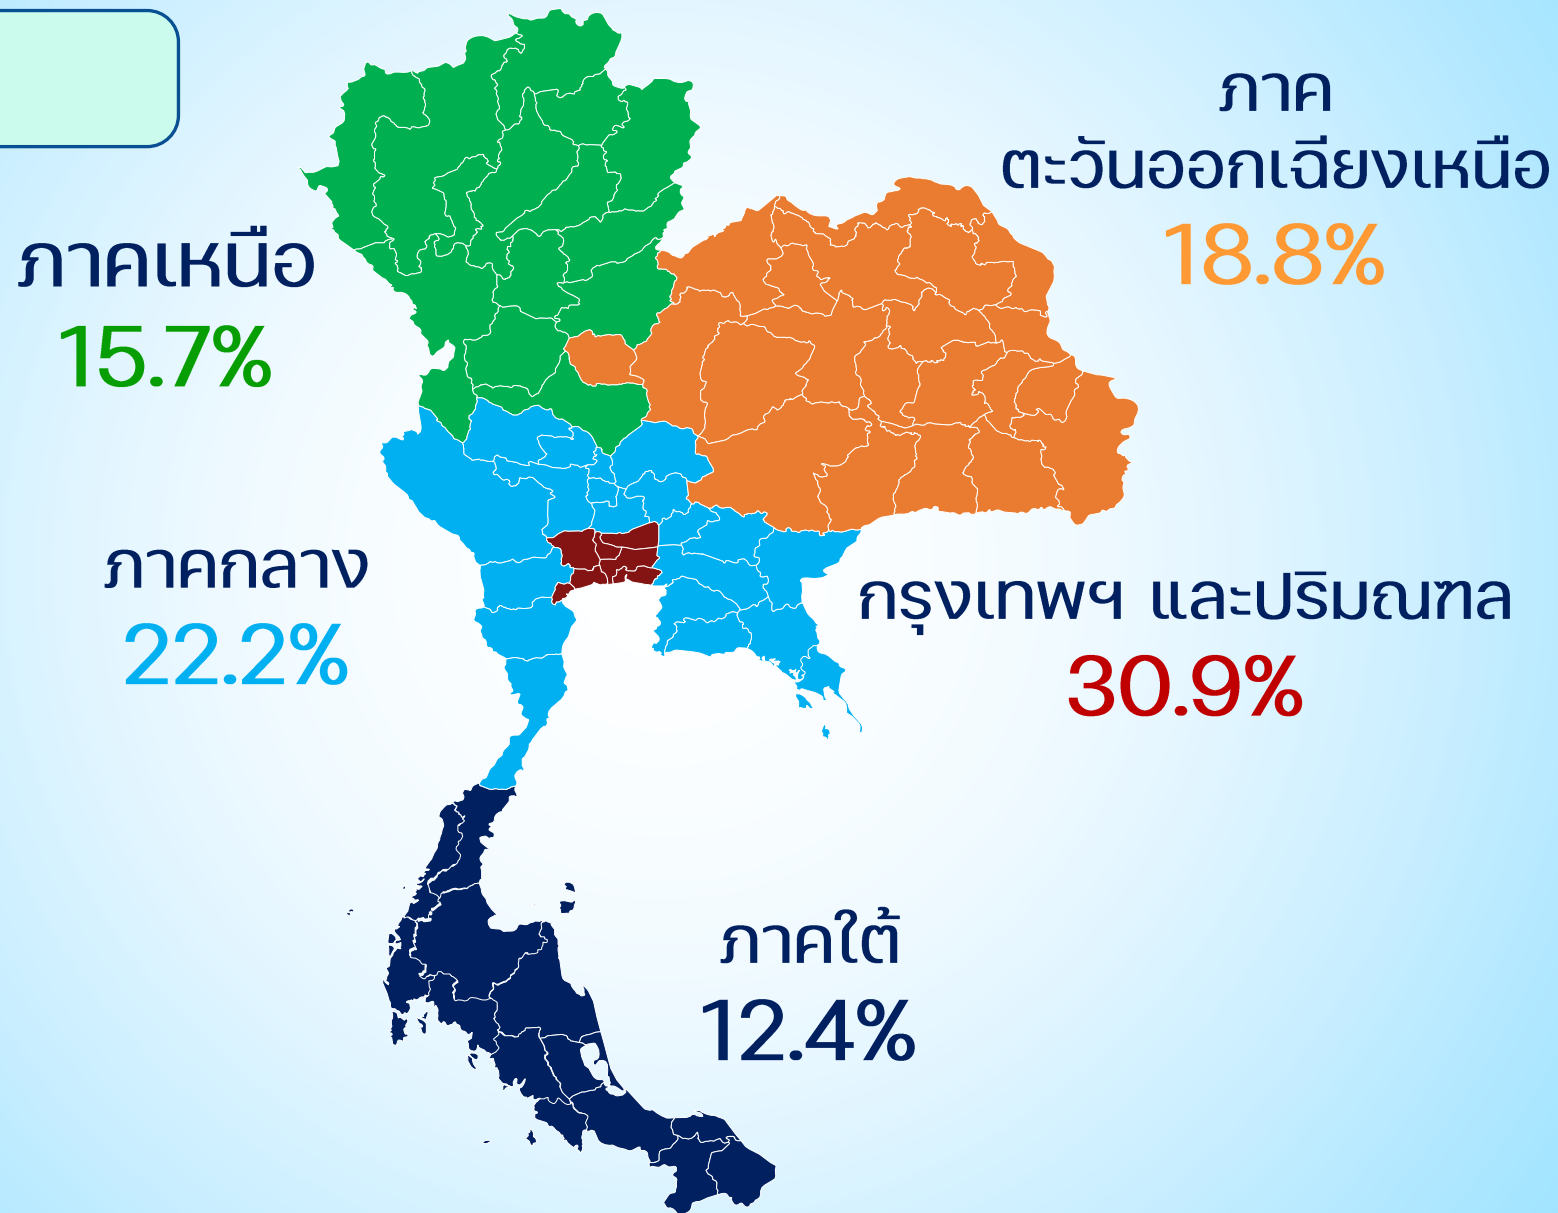 ภาค
ตะวันออกเฉียงเหนือ
18.8%
ภาคเหนือ
15.7%
ภาคกลาง
22.2%
กรุงเทพฯ และปริมณฑล
30.9%
ภาคใต้
12.4%